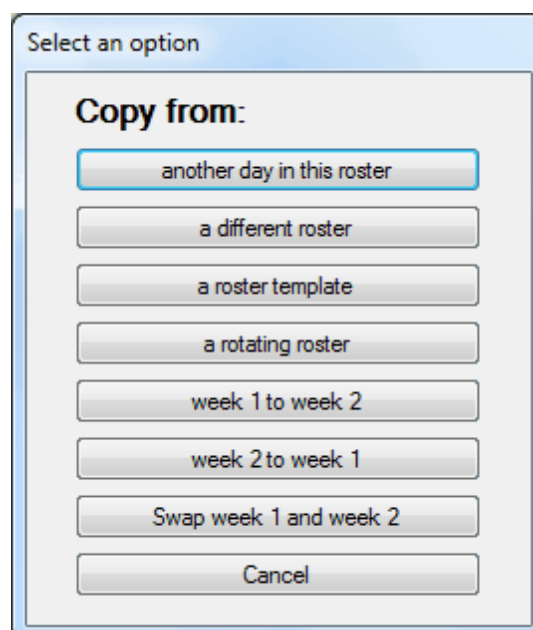 Select an option
Copy from:
another day in this roster
a different roster
a roster template
a rotating roster
week 1 to week 2
week 2 to week 1
Swap week 1 and week 2
Cancel